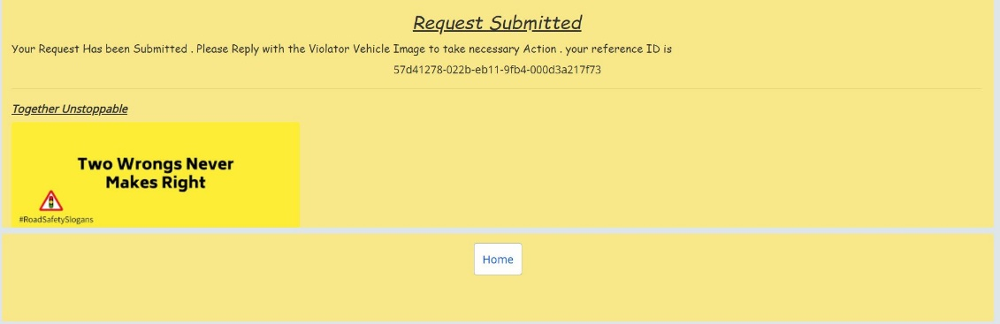 Request Submitted
Your Request Has been Submitted . Please Reply with the Violator Vehicle Image to take necessary Action . your reference ID is
57d41278-022b-eb11-9fb4-000d3a217f73
Together Unstoppable
Two Wrongs Never
Makes Right
#RoadSafetySlogans
Home